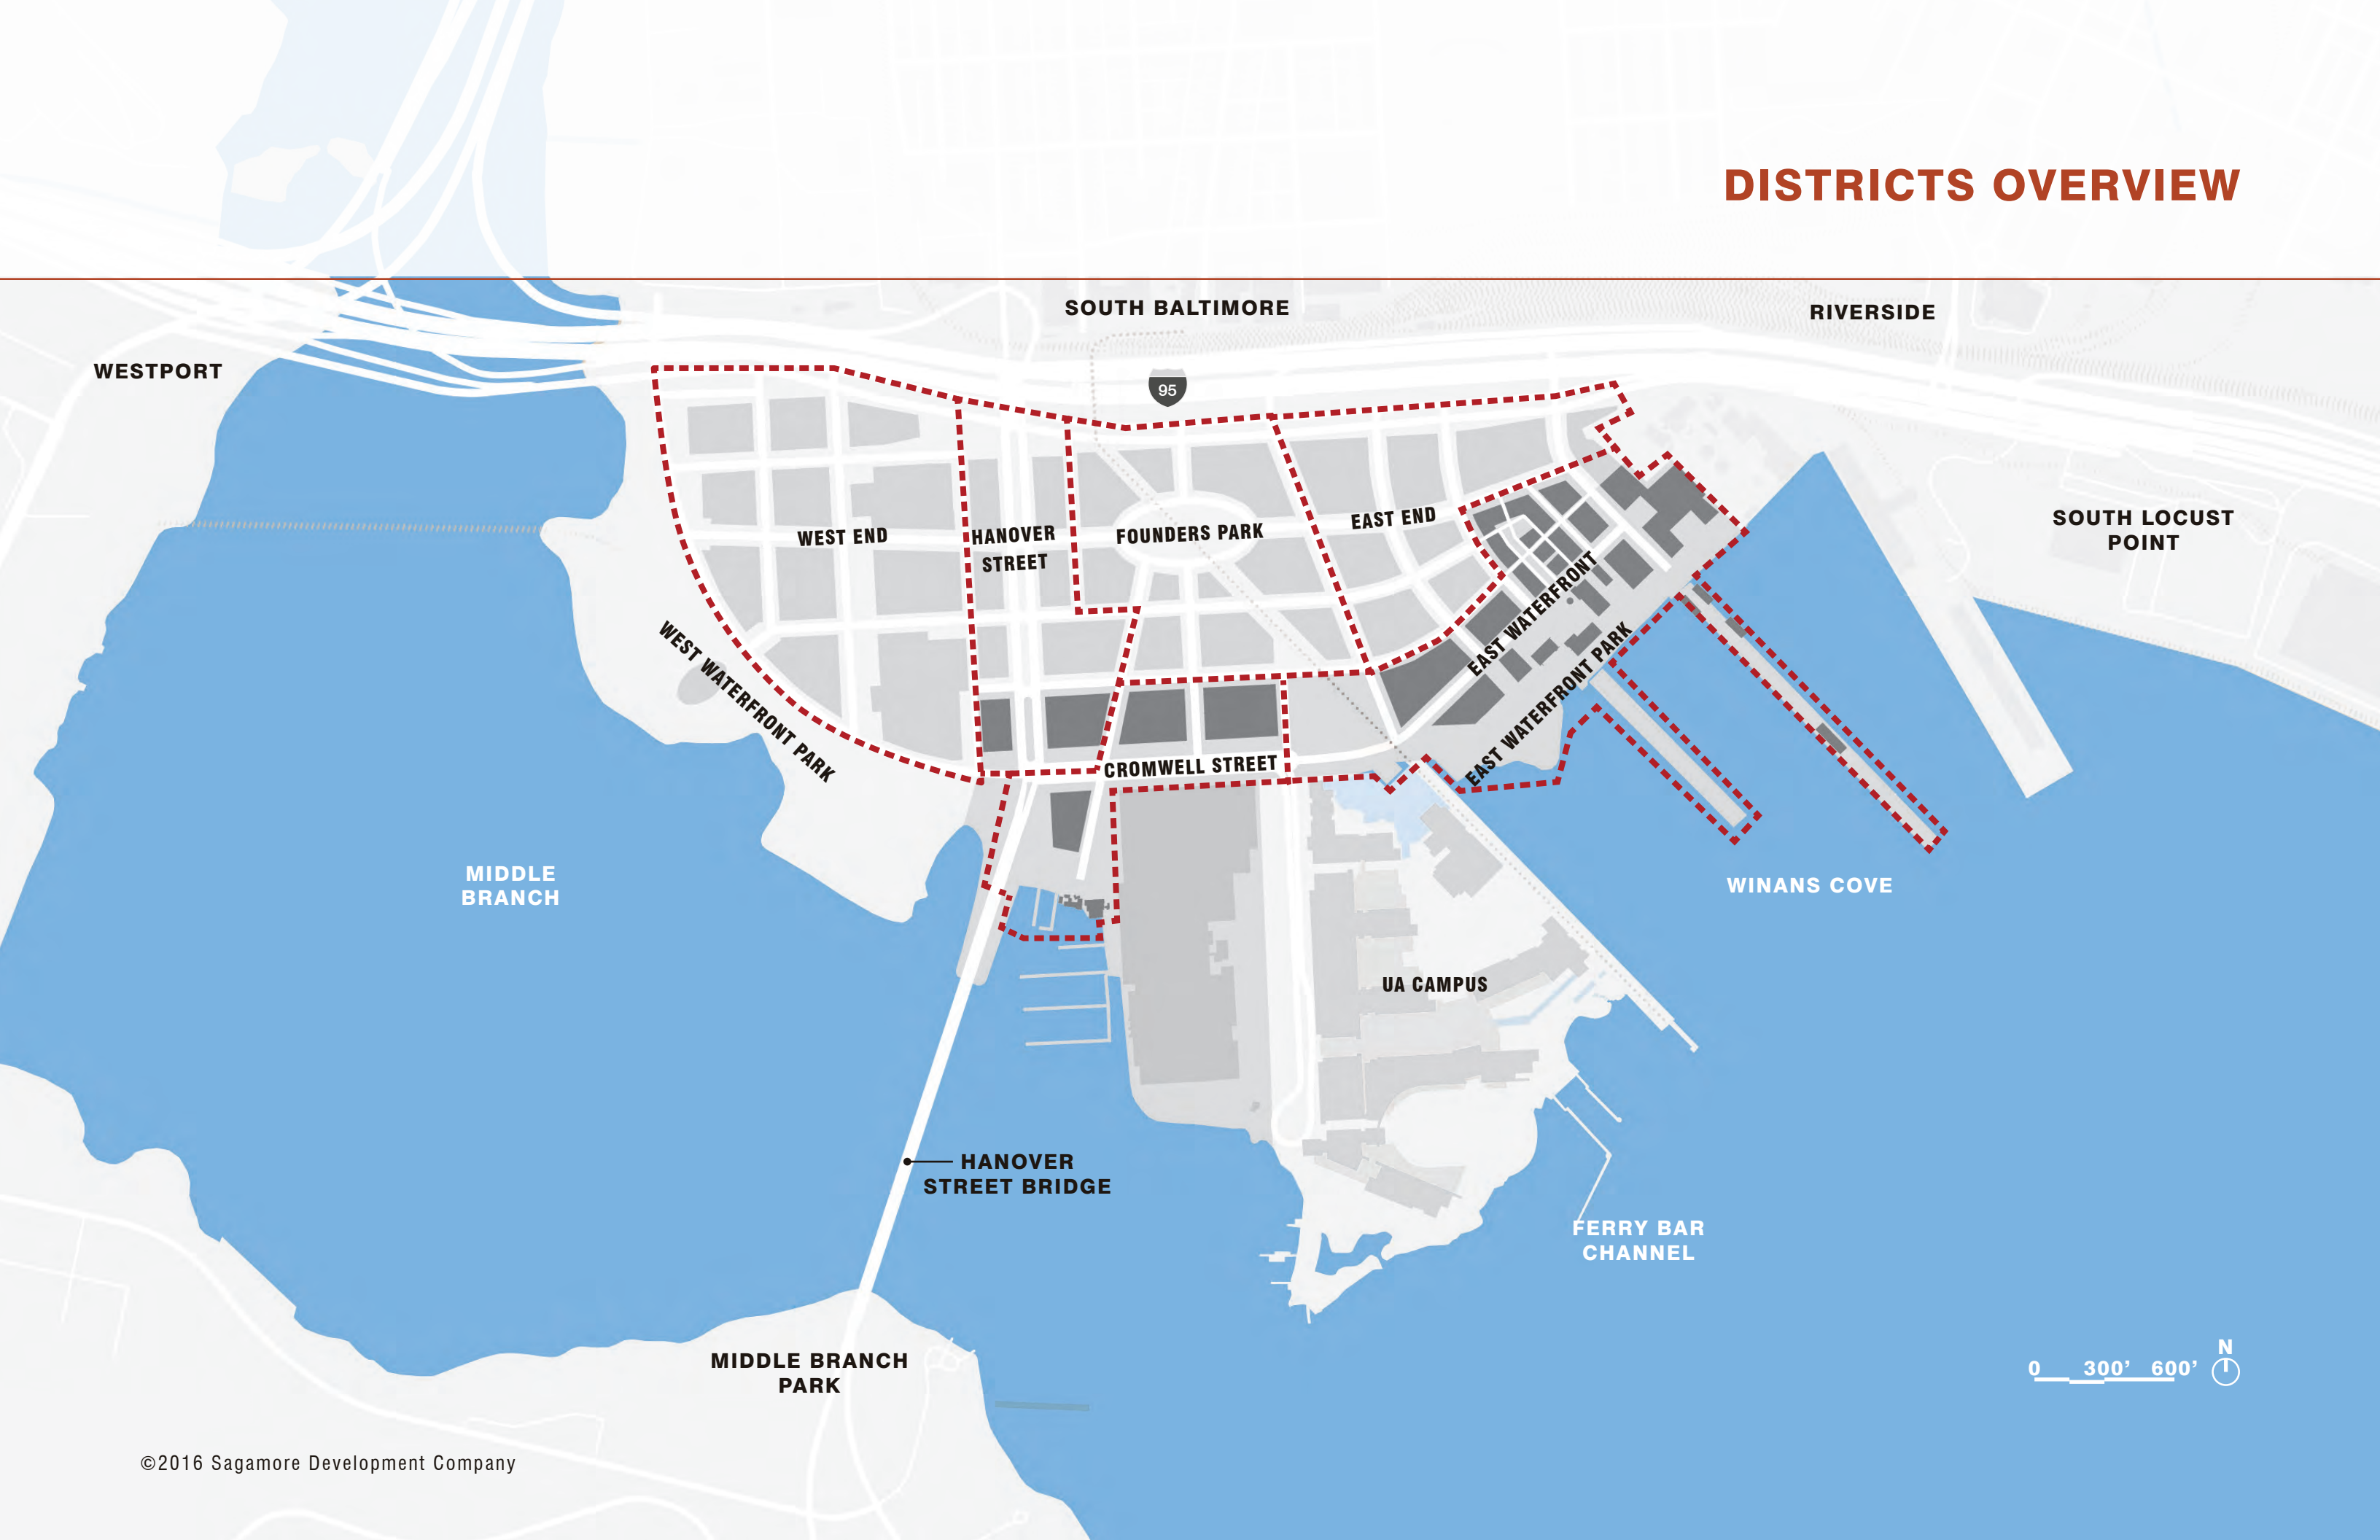 DISTRICTS OVERVIEW
SOUTH BALTIMORE
RIVERSIDE
WESTPORT
95
SOUTH LOCUST
POINT
WEST END
HANOVER
STREET
FOUNDERS PARK
EAST END
EAST WATERFRONT
WEST WATERFRONT PARK
EAST WATERFRONT PARK
CROMWELL STREET
MIDDLE
BRANCH
WINANS COVE
UA CAMPUS
HANOVER
STREET BRIDGE
FERRY BAR
CHANNEL
MIDDLE BRANCH
PARK
N
0 300’ 600’
©2016 Sagamore Development Company